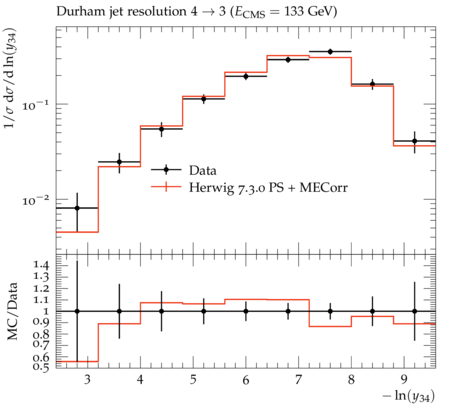 Durham jet resolution 4 → 3 (E_CMS = 133 GeV)
1/σ dσ/d ln(y_34)
10^−1
10^−2
Data
Herwig 7.3.0 PS + MECorr
MC/Data
1.4
1.3
1.2
1.1
1
0.9
0.8
0.7
0.6
0.5
3 4 5 6 7 8 9
− ln(y_34)